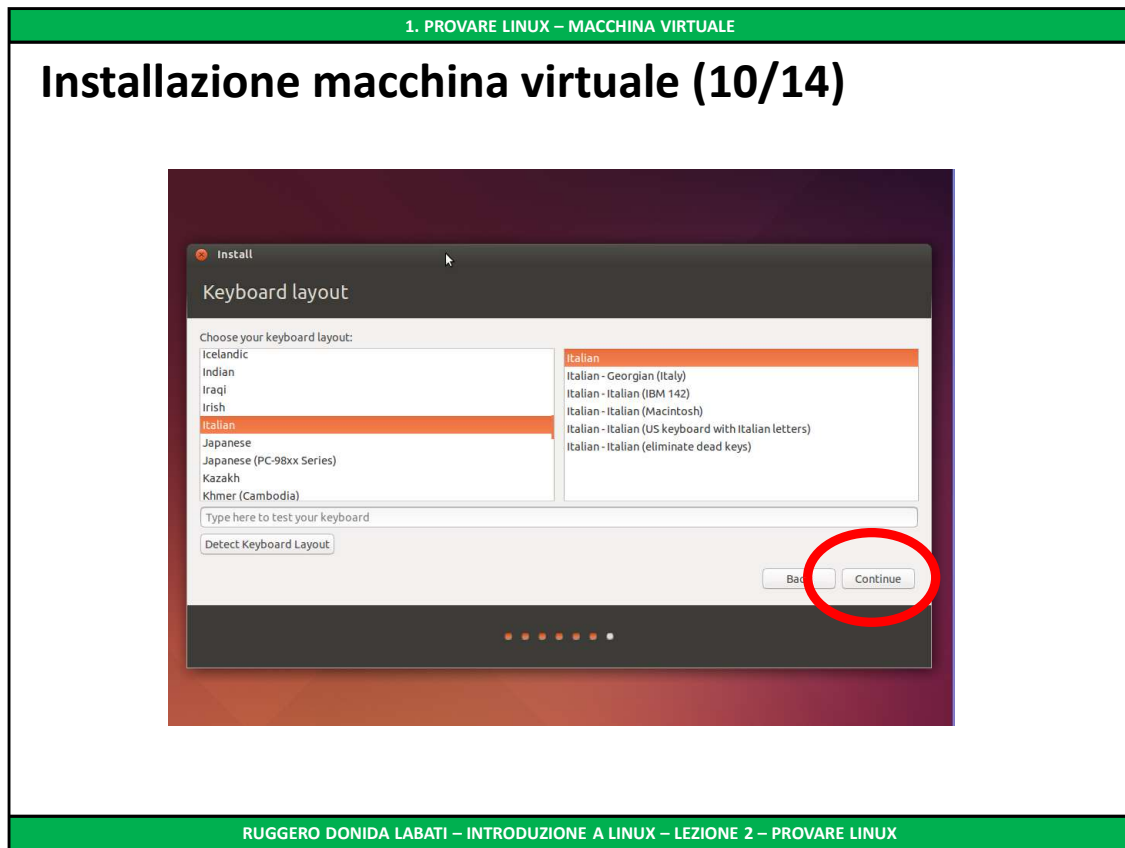 1. PROVARE LINUX – MACCHINA VIRTUALE
Installazione macchina virtuale (10/14)
Install
Keyboard layout
Choose your keyboard layout:
Icelandic
Indian
Iraqi
Irish
Italian
Japanese
Japanese (PC-98xx Series)
Kazakh
Khmer (Cambodia)
Italian
Italian - Georgian (Italy)
Italian - Italian (IBM 142)
Italian - Italian (Macintosh)
Italian - Italian (US keyboard with Italian letters)
Italian - Italian (eliminate dead keys)
Type here to test your keyboard
Detect Keyboard Layout
Continue
RUGGERO DONIDA LABATI – INTRODUZIONE A LINUX – LEZIONE 2 – PROVARE LINUX